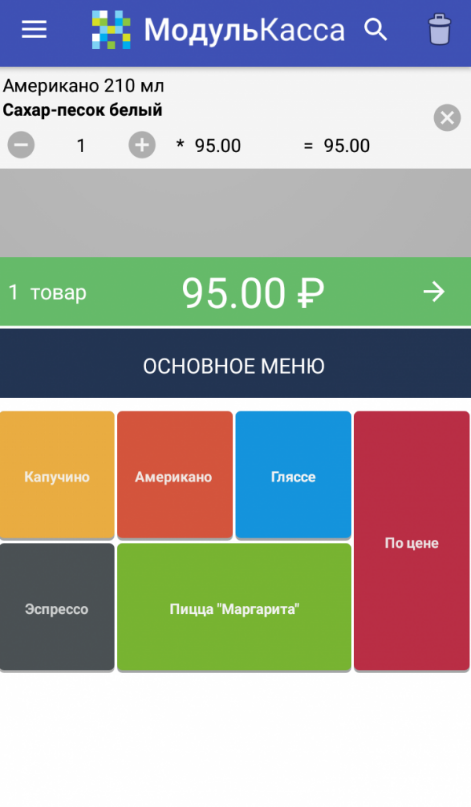 МодульКасса
Американо 210 мл
Сахар-песок белый
1 * 95.00 = 95.00
1 товар 95.00 ₽
ОСНОВНОЕ МЕНЮ
Капучино
Американо
Гляссе
По цене
Эспрессо
Пицца "Маргарита"